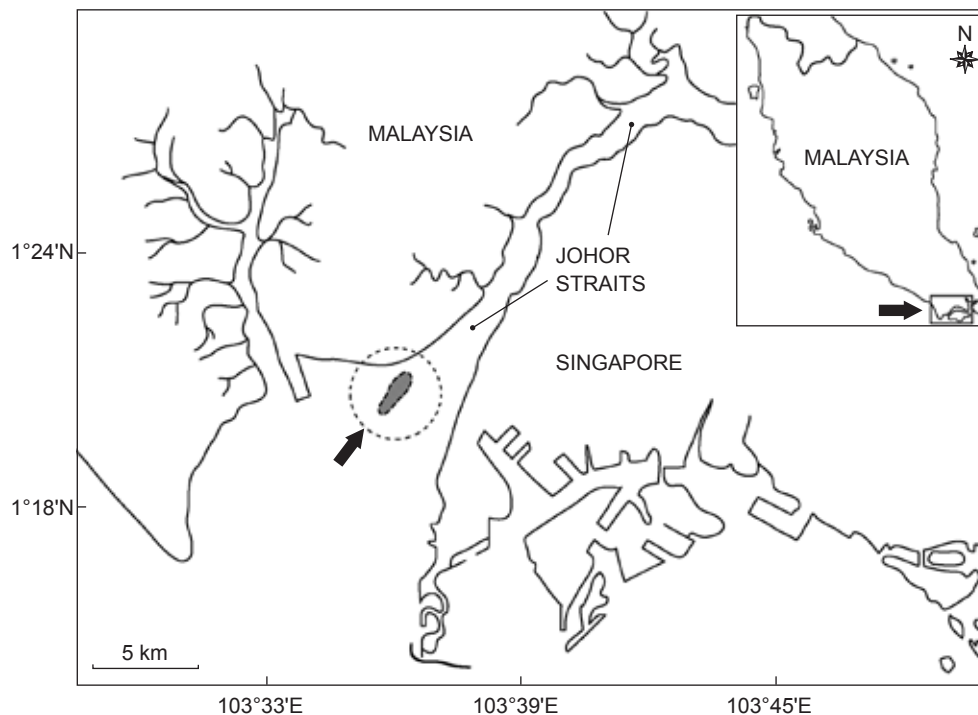 N
MALAYSIA
MALAYSIA
1°24'N
JOHOR
STRAITS
SINGAPORE
1°18'N
5 km
103°33'E
103°39'E
103°45'E